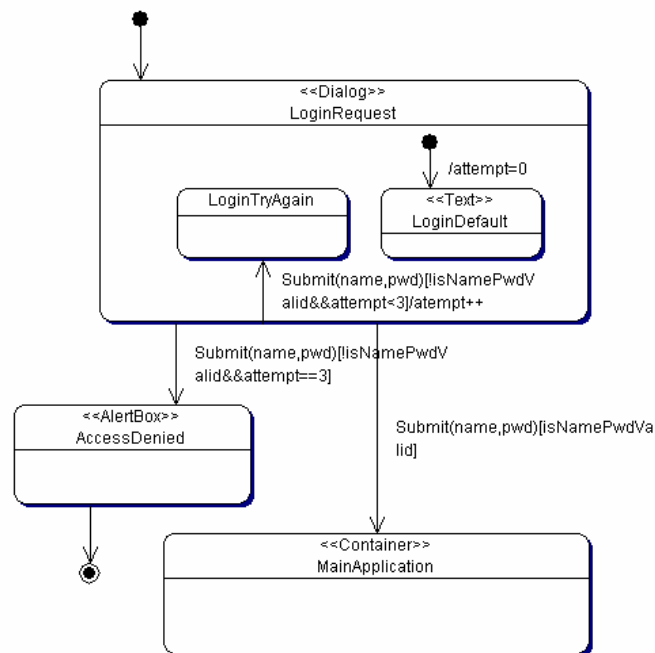 <<Dialog>>
LoginRequest
/attempt=0
LoginTryAgain
<<Text>>
LoginDefault
Submit(name,pwd)[!isNamePwdV
alid&&attempt<3]/atempt++
Submit(name,pwd)[!isNamePwdV
alid&&attempt==3]
<<AlertBox>>
AccessDenied
Submit(name,pwd)[isNamePwdVa
lid]
<<Container>>
MainApplication